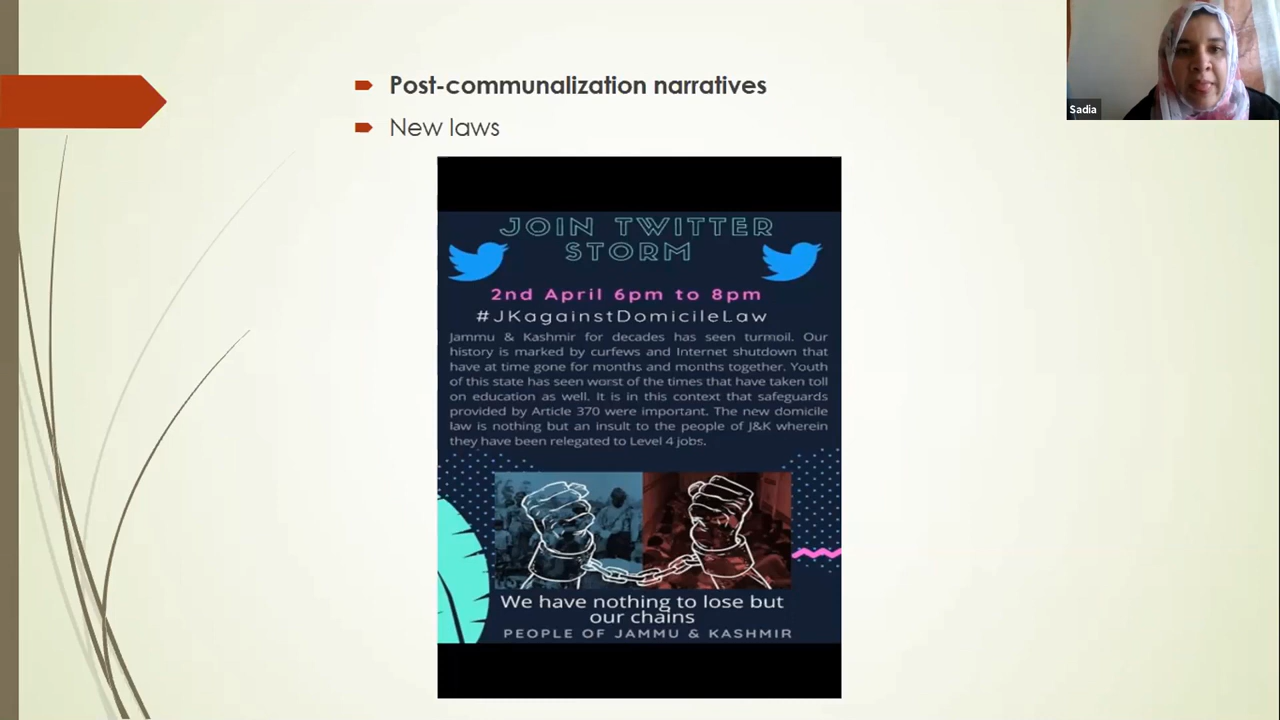 Post-communalization narratives
New laws
Sadia
JOIN TWITTER
STORM
2nd April 6pm to 8pm
#JKagainstDomicileLaw
Jammu & Kashmir for decades has seen turmoil. Our
history is marked by curfews and Internet shutdown that
have at time gone for months and months together. Youth
of this state has seen worst of the times that have taken toll
on education as well. It is in this context that safeguards
provided by Article 370 were important. The new domicile
law is nothing but an insult to the people of J&K wherein
they have been relegated to Level 4 jobs.
We have nothing to lose but
our chains
PEOPLE OF JAMMU & KASHMIR